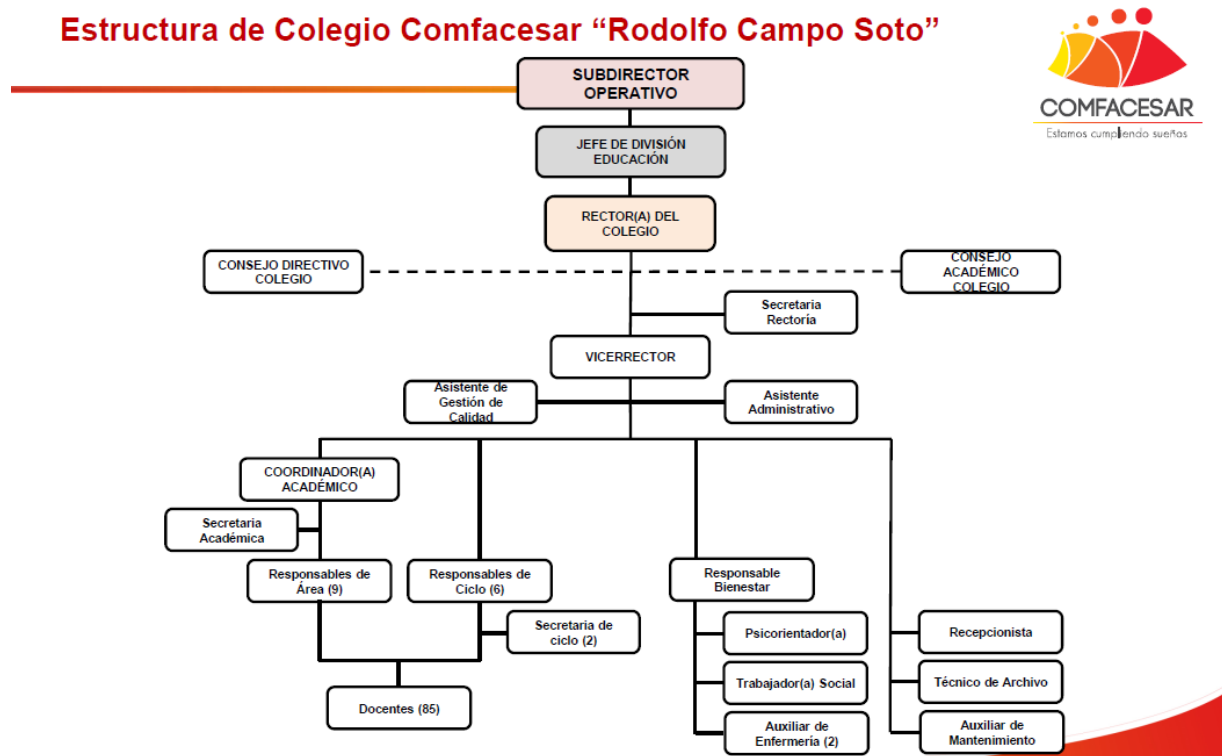 Estructura de Colegio Comfacesar “Rodolfo Campo Soto”
COMFACESAR
Estamos cumpliendo sueños
SUBDIRECTOR
OPERATIVO
JEFE DE DIVISIÓN
EDUCACIÓN
RECTOR(A) DEL
COLEGIO
CONSEJO DIRECTIVO
COLEGIO
CONSEJO
ACADÉMICO
COLEGIO
Secretaria
Rectoría
VICERRECTOR
Asistente de
Gestión de
Calidad
Asistente
Administrativo
COORDINADOR(A)
ACADÉMICO
Secretaria
Académica
Responsables de
Área (9)
Responsables de
Ciclo (6)
Secretaria de
ciclo (2)
Docentes (85)
Responsable
Bienestar
Psicorientador(a)
Trabajador(a) Social
Auxiliar de
Enfermería (2)
Recepcionista
Técnico de Archivo
Auxiliar de
Mantenimiento